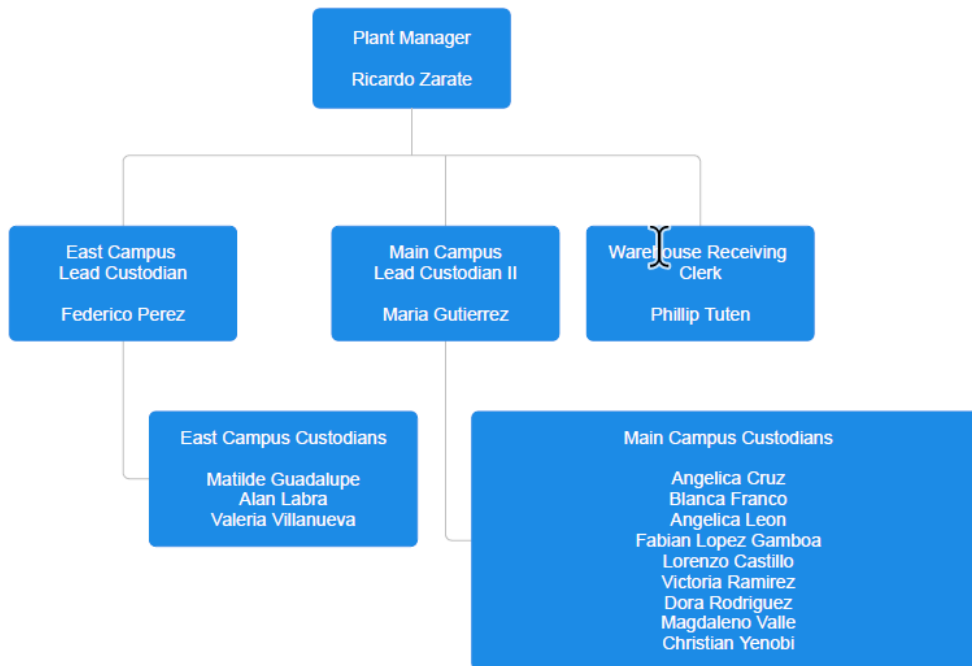 Plant Manager
Ricardo Zarate
East Campus
Lead Custodian
Federico Perez
Main Campus
Lead Custodian II
Maria Gutierrez
Warehouse Receiving
Clerk
Phillip Tuten
East Campus Custodians
Matilde Guadalupe
Alan Labra
Valeria Villanueva
Main Campus Custodians
Angelica Cruz
Blanca Franco
Angelica Leon
Fabian Lopez Gamboa
Lorenzo Castillo
Victoria Ramirez
Dora Rodriguez
Magdaleno Valle
Christian Yenobi